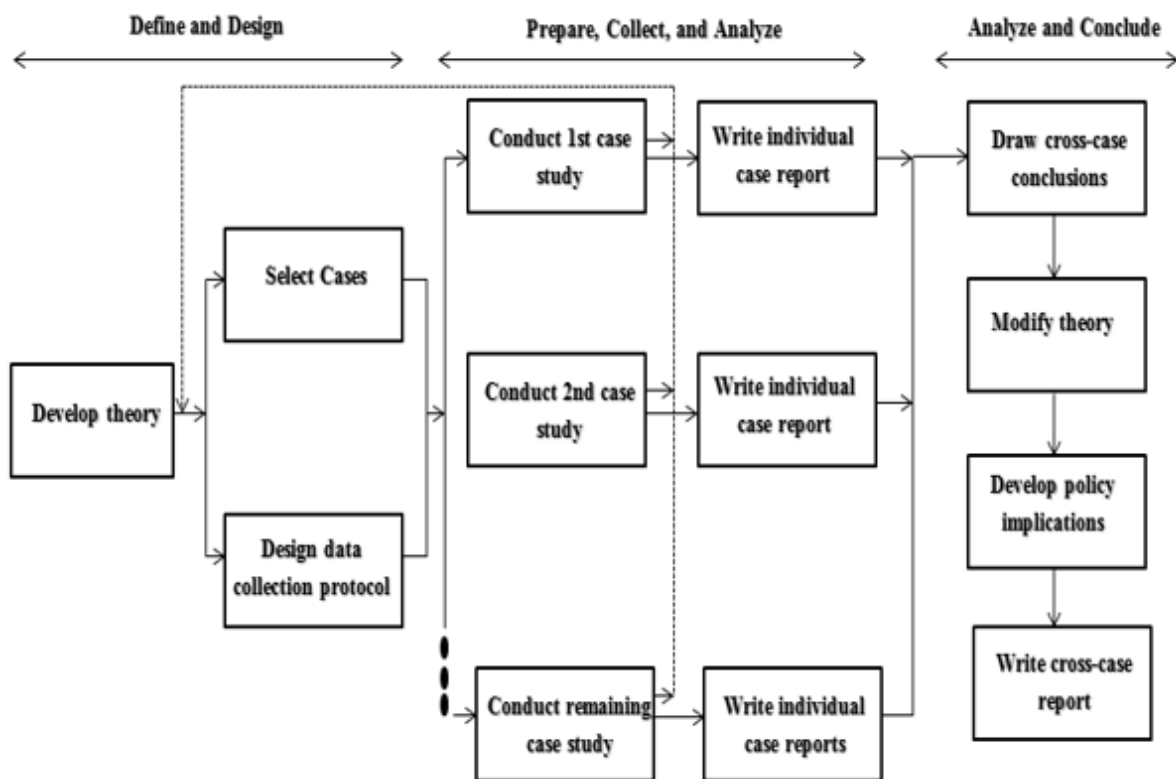 Define and Design
Prepare, Collect, and Analyze
Analyze and Conclude
Develop theory
Select Cases
Design data
collection protocol
Conduct 1st case
study
Write individual
case report
Conduct 2nd case
study
Write individual
case report
Conduct remaining
case study
Write individual
case reports
Draw cross-case
conclusions
Modify theory
Develop policy
implications
Write cross-case
report